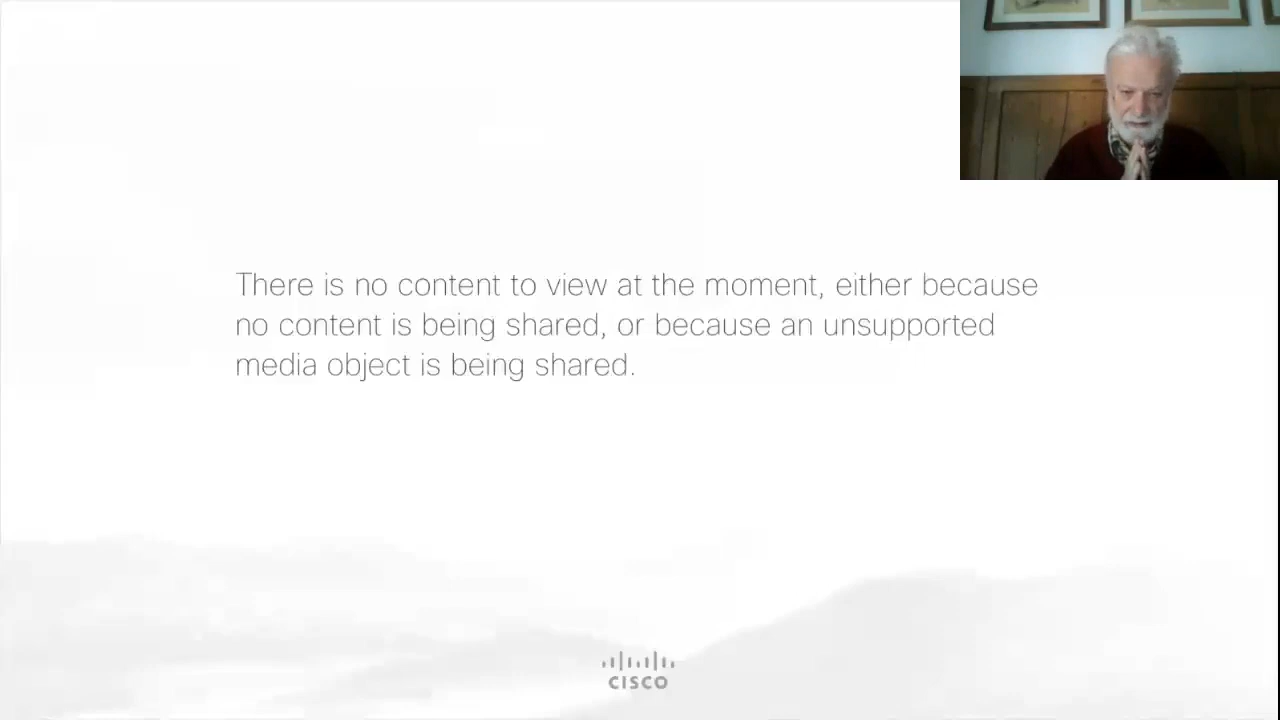 There is no content to view at the moment, either because
no content is being shared, or because an unsupported
media object is being shared.
CISCO